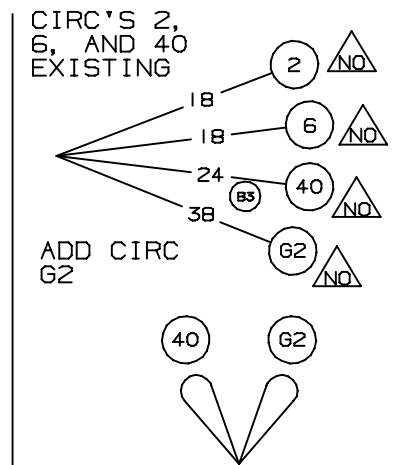 CIRC'S 2,
6, AND 40
EXISTING
2
NO
18
6
NO
18
24
40
NO
B3
38
G2
NO
ADD CIRC
G2
40
G2